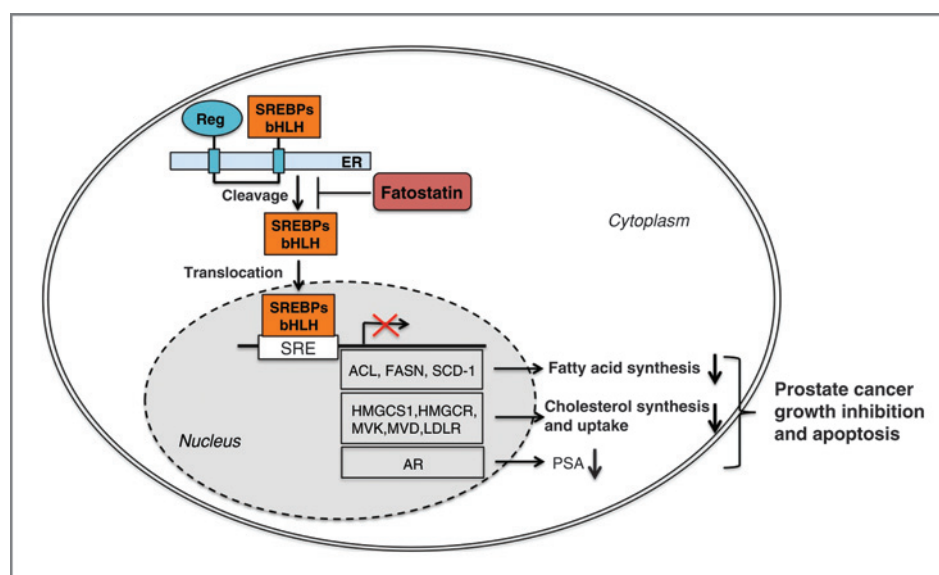 Reg
SREBPs
bHLH
ER
Cleavage
Fatostatin
SREBPs
bHLH
Cytoplasm
Translocation
SREBPs
bHLH
SRE
ACL, FASN, SCD-1
Fatty acid synthesis
HMGCS1,HMGCR,
MVK,MVD,LDLR
Cholesterol synthesis
and uptake
Prostate cancer
growth inhibition
and apoptosis
Nucleus
AR
PSA